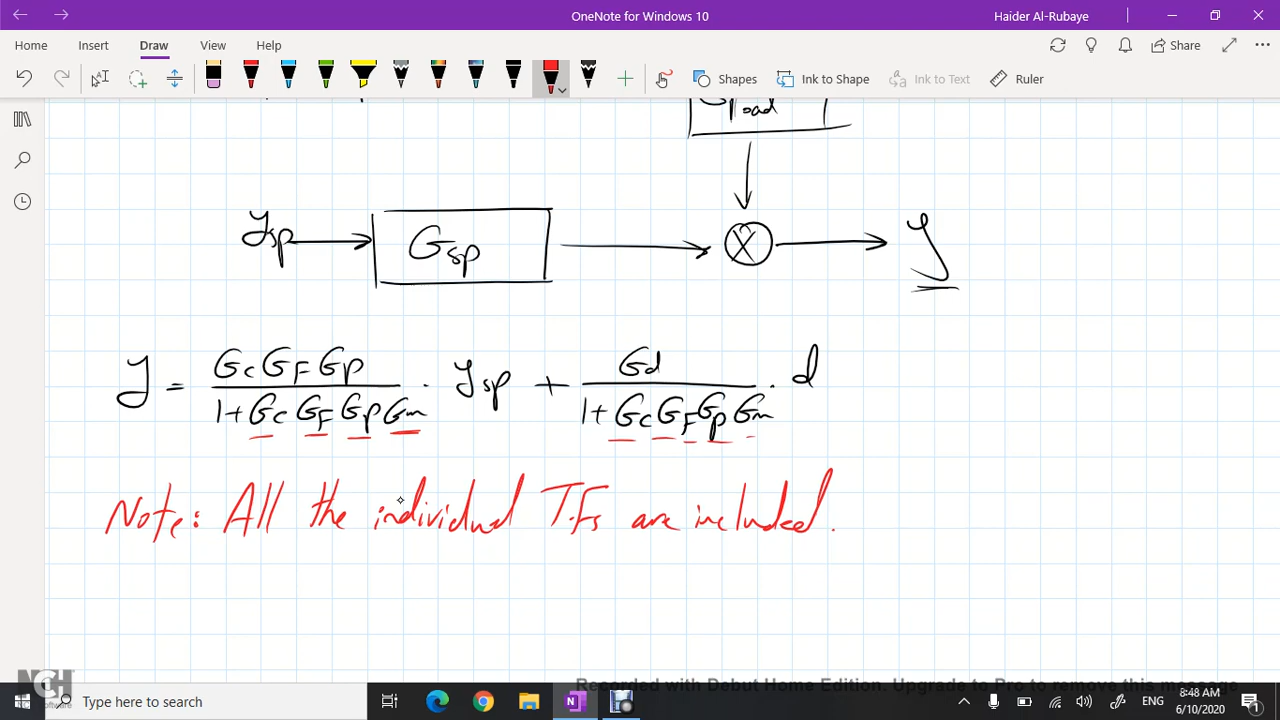 OneNote for Windows 10
Haider Al-Rubaye
Home Insert Draw View Help
Share
Shapes Ink to Shape Ink to Text Ruler
load
ysp Gsp X y
y = GcGFGp / 1+GcGFGpGm · ysp + Gd / 1+GcGFGpGm · d
Note: All the individual T.Fs are included.
NCH
Software
Recorded with Debut Home Edition. Upgrade to Pro to remove this message
Type here to search
ENG
8:48 AM
6/10/2020